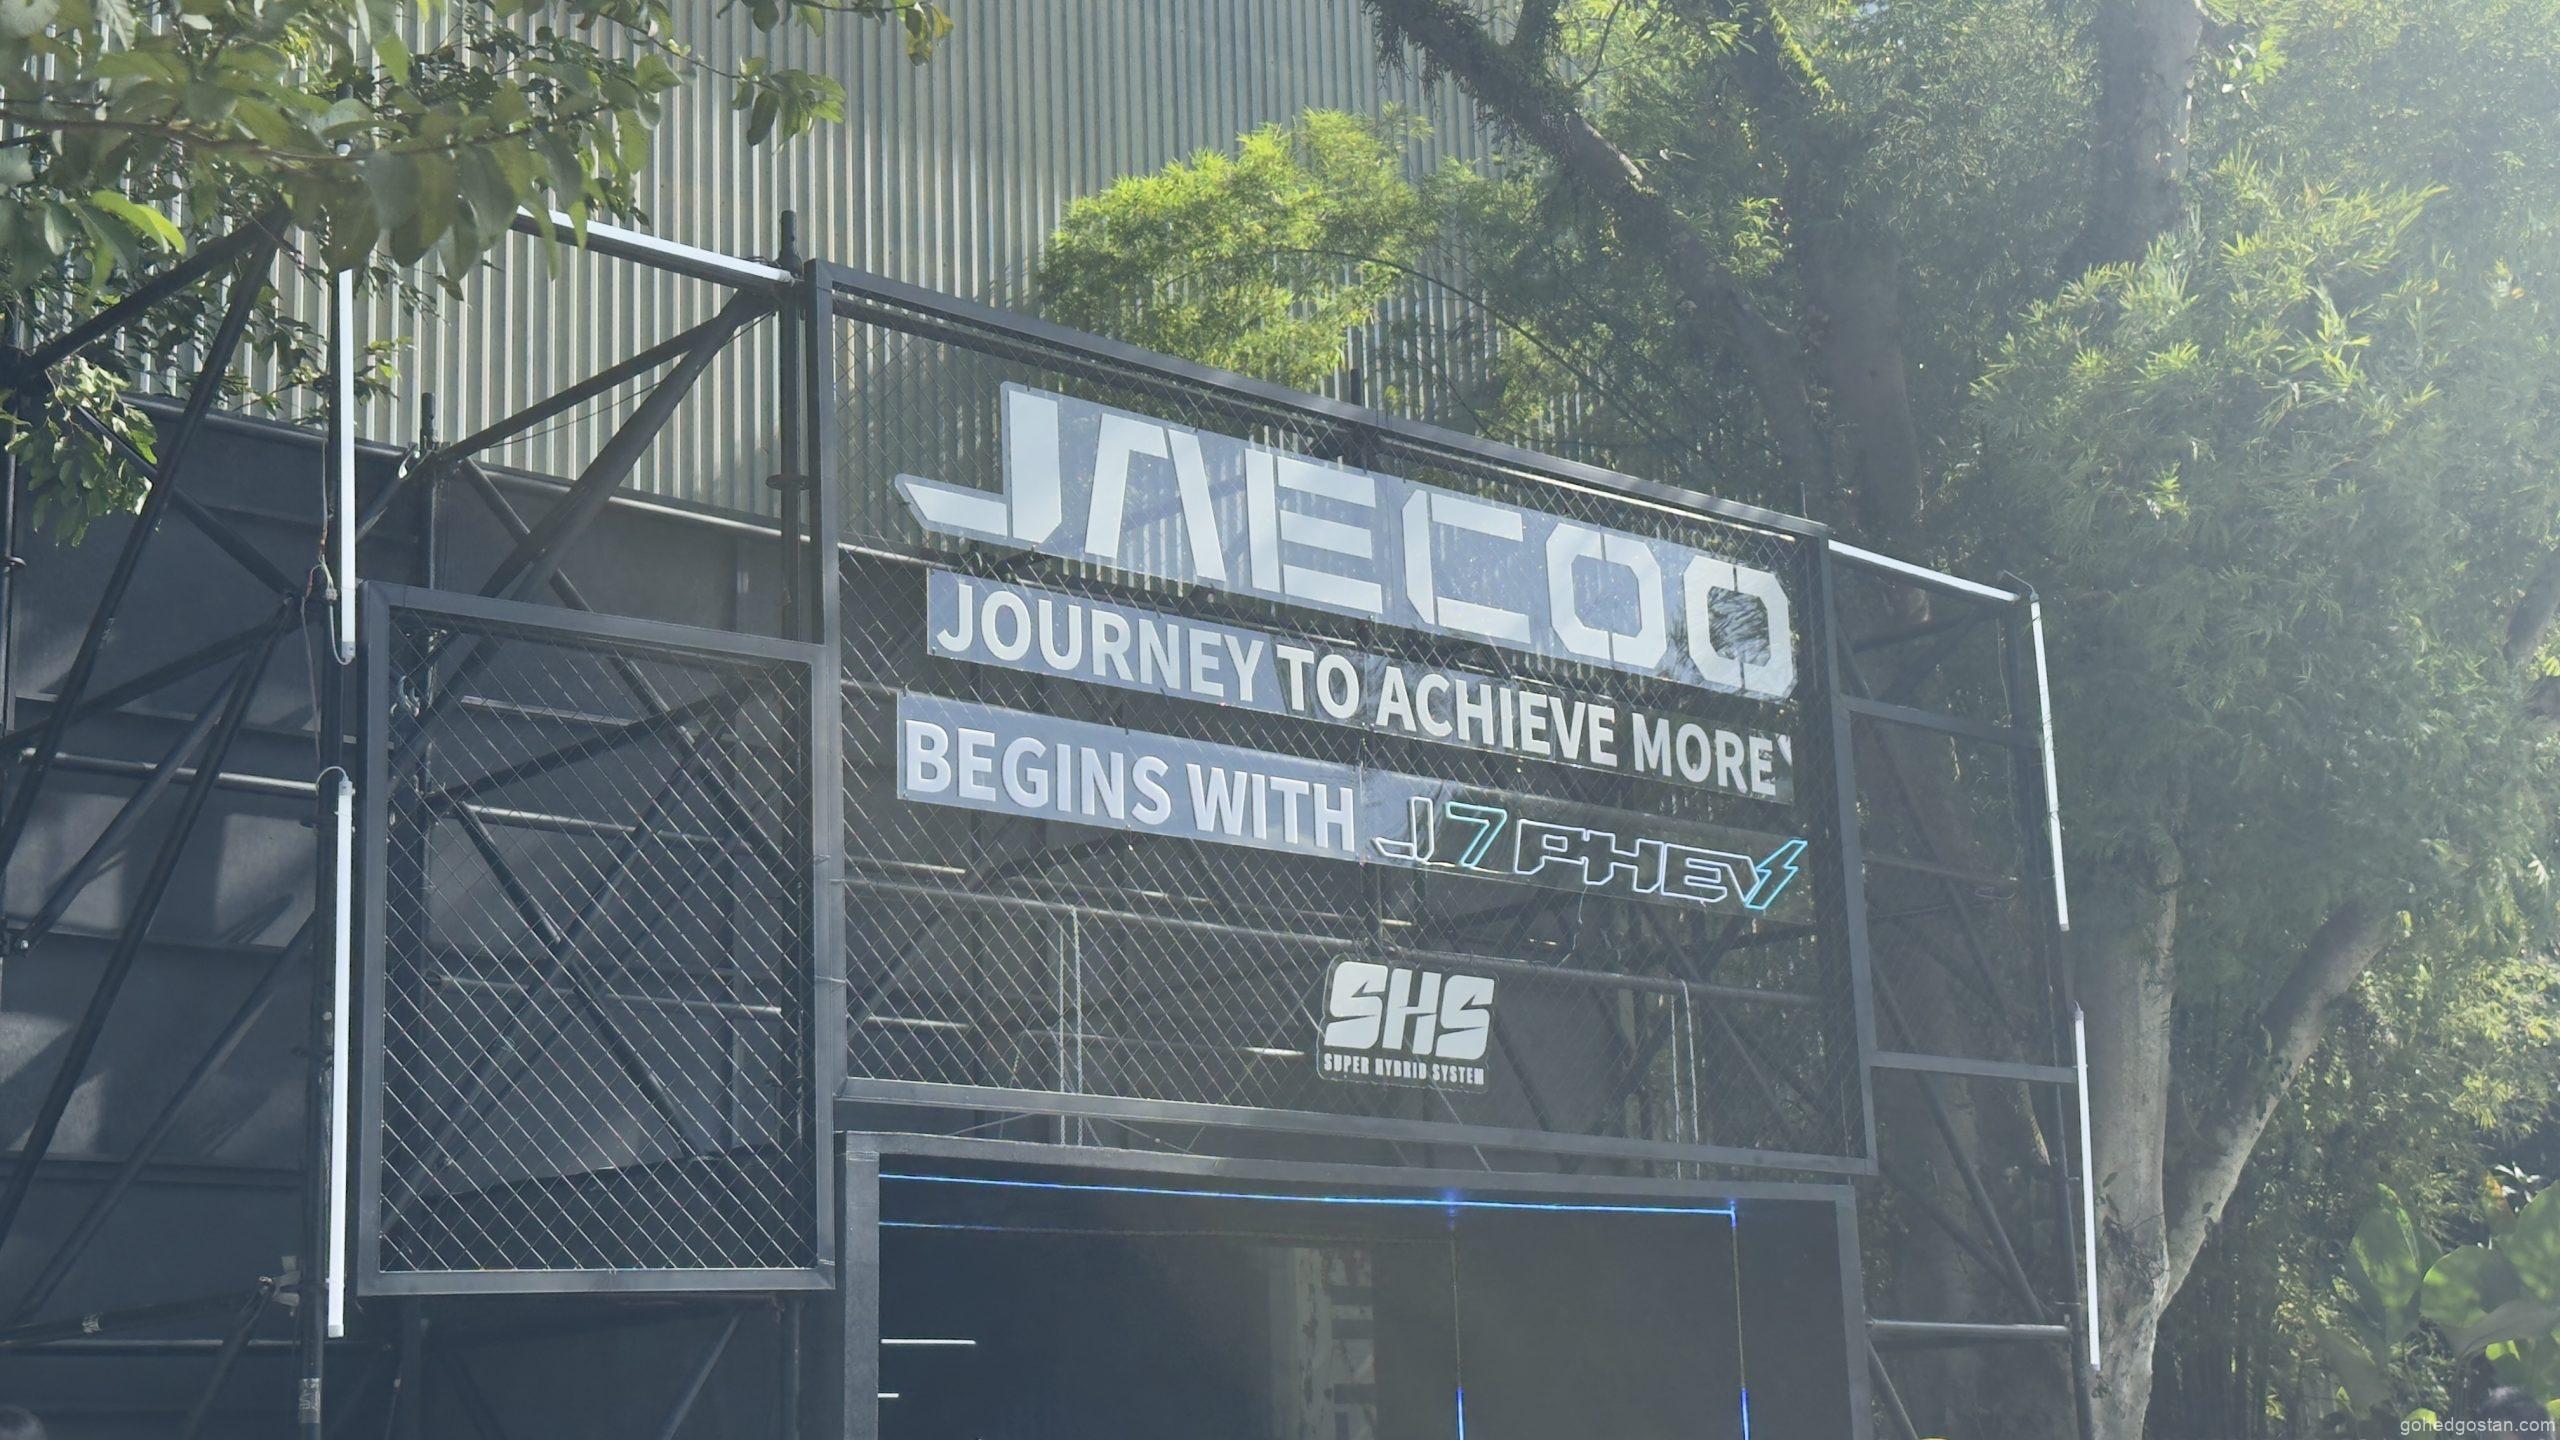 JAECOO
JOURNEY TO ACHIEVE MORE
BEGINS WITH J7 PHEV
SHS
SUPER HYBRID SYSTEM
gohedgostan.com